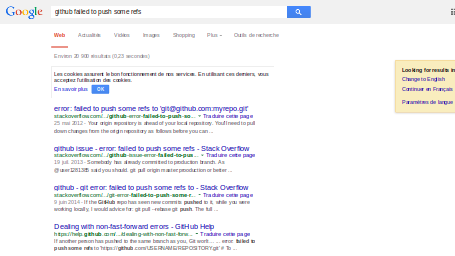 Google
github failed to push some refs
Web Actualités Vidéos Images Shopping Plus Outils de recherche
Environ 20 900 résultats (0,25 secondes)
Les cookies assurent le bon fonctionnement de nos services. En utilisant ces derniers, vous
acceptez l'utilisation des cookies.
En savoir plus OK
Looking for results in
Change to English
Continuer en Français
Paramètres de langue
error: failed to push some refs to 'git@github.com:myrepo.git'
stackoverflow.com/.../github-error-failed-to-push-so... Traduire cette page
25 mai 2012 - Your origin repository is ahead of your local repository. You'll need to pull
down changes from the origin repository as follows before you can ...
github issue - error: failed to push some refs - Stack Overflow
stackoverflow.com/.../github-issue-error-failed-to-pus... Traduire cette page
19 juil. 2013 - Somebody has already committed to production branch. As
@user1281385 said you should, git pull origin master production or better ...
github - git error: failed to push some refs to - Stack Overflow
stackoverflow.com/.../git-error-failed-to-push-some-r... Traduire cette page
9 juin 2014 - If the GitHub repo has seen new commits pushed to it, while you were
working locally, I would advise for: git pull --rebase git push. The full ...
Dealing with non-fast-forward errors - GitHub Help
https://help.github.com/.../dealing-with-non-fast-forw... Traduire cette page
If another person has pushed to the same branch as you, Git won't ... ... error: failed to
push some refs to 'https://github.com/USERNAME/REPOSITORY.git' # To ...